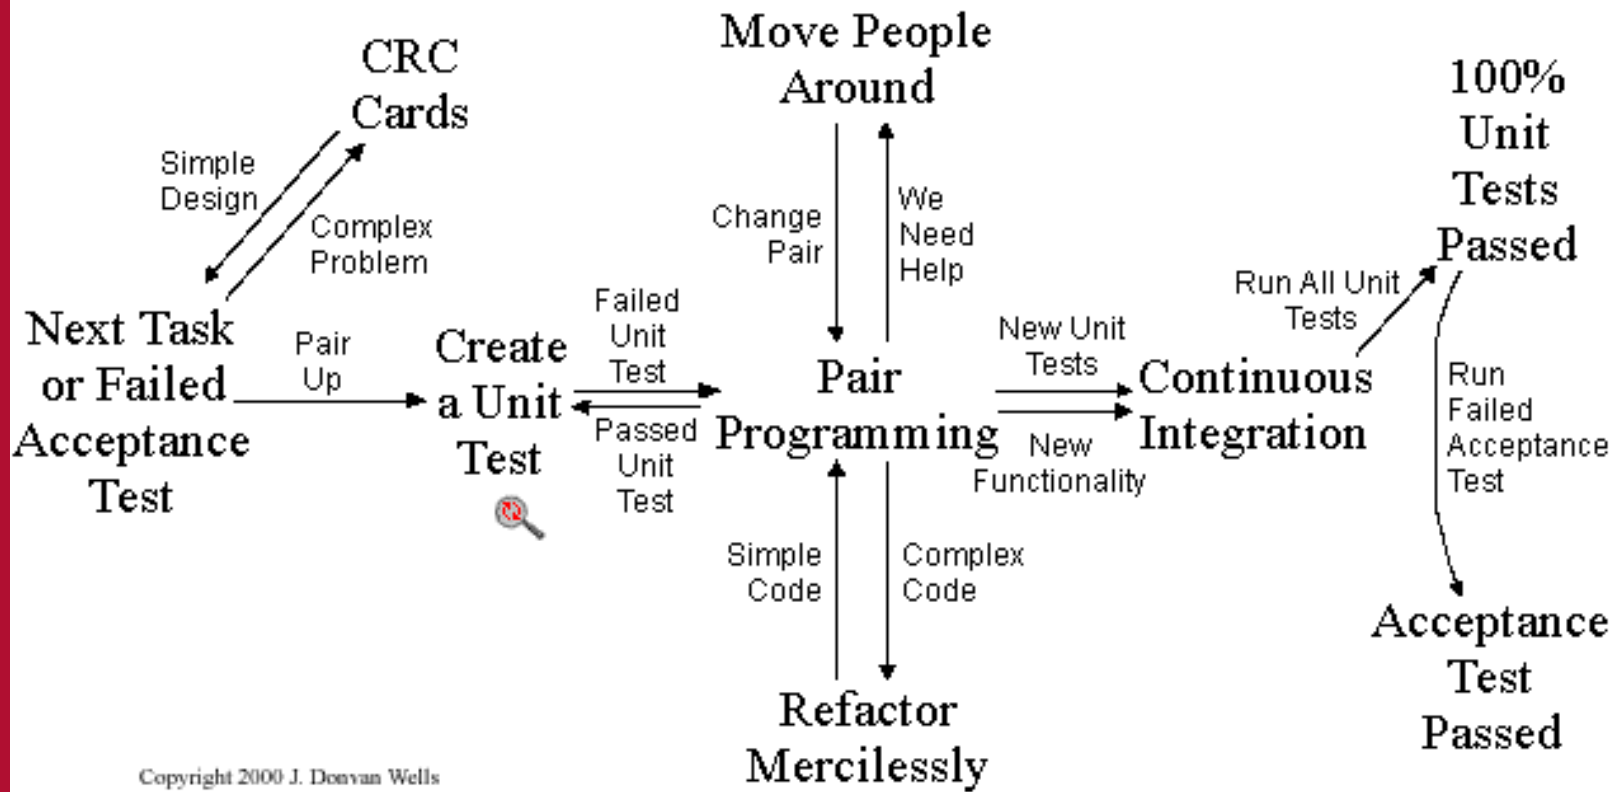 CRC
Cards
Simple
Design
Complex
Problem
Next Task
or Failed
Acceptance
Test
Pair
Up
Create
a Unit
Test
Failed
Unit
Test
Passed
Unit
Test
Move People
Around
Change
Pair
We
Need
Help
Pair
Programming
Simple
Code
Complex
Code
Refactor
Mercilessly
New Unit
Tests
New
Functionality
Continuous
Integration
Run All Unit
Tests
100%
Unit
Tests
Passed
Run
Failed
Acceptance
Test
Acceptance
Test
Passed
Copyright 2000 J. Donvan Wells